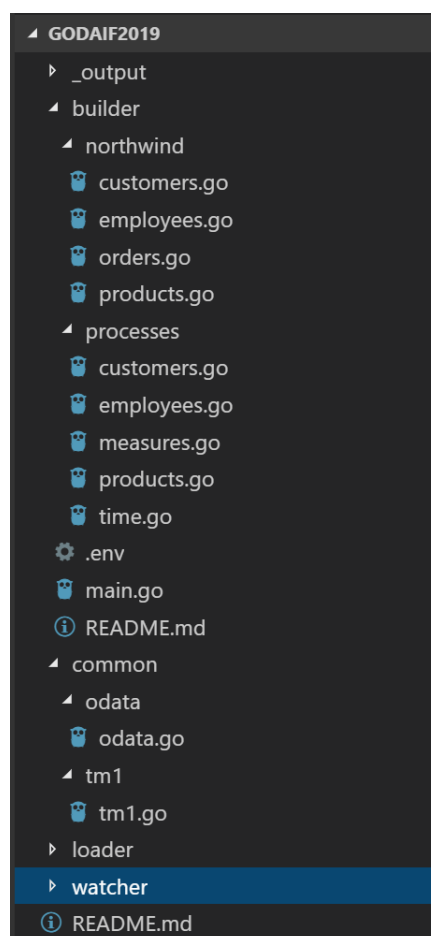 GODAIF2019
_output
builder
northwind
customers.go
employees.go
orders.go
products.go
processes
customers.go
employees.go
measures.go
products.go
time.go
.env
main.go
README.md
common
odata
odata.go
tm1
tm1.go
loader
watcher
README.md